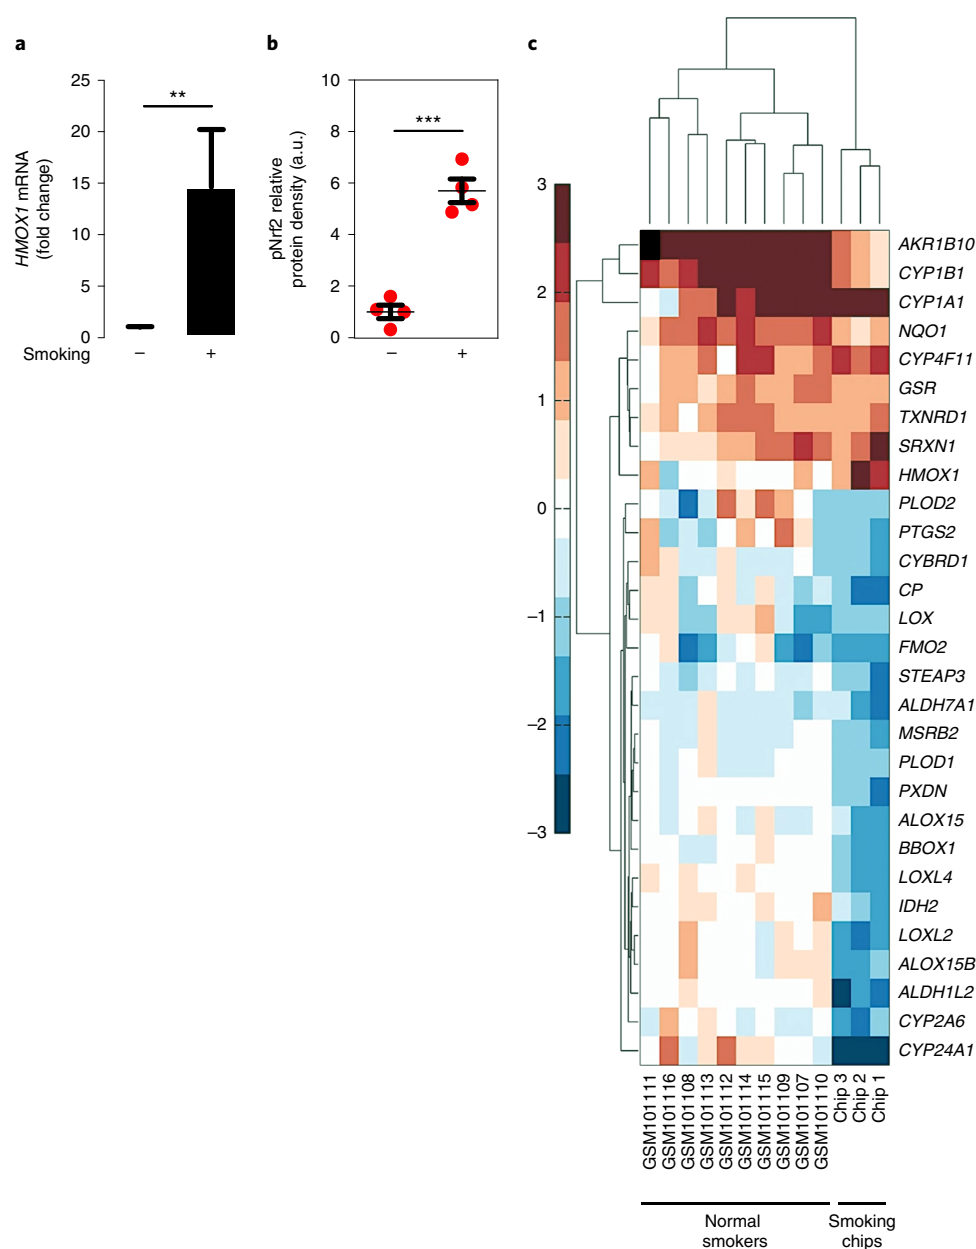 a
b
c
HMOX1 mRNA
(fold change)
25
20
15
10
5
0
**
Smoking
–
+
pNrf2 relative
protein density (a.u.)
10
8
6
4
2
0
***
–
+
3
2
1
0
–1
–2
–3
AKR1B10
CYP1B1
CYP1A1
NQO1
CYP4F11
GSR
TXNRD1
SRXN1
HMOX1
PLOD2
PTGS2
CYBRD1
CP
LOX
FMO2
STEAP3
ALDH7A1
MSRB2
PLOD1
PXDN
ALOX15
BBOX1
LOXL4
IDH2
LOXL2
ALOX15B
ALDH1L2
CYP2A6
CYP24A1
GSM101111
GSM101116
GSM101108
GSM101113
GSM101112
GSM101114
GSM101115
GSM101109
GSM101107
GSM101110
Chip 3
Chip 2
Chip 1
Normal
smokers
Smoking
chips